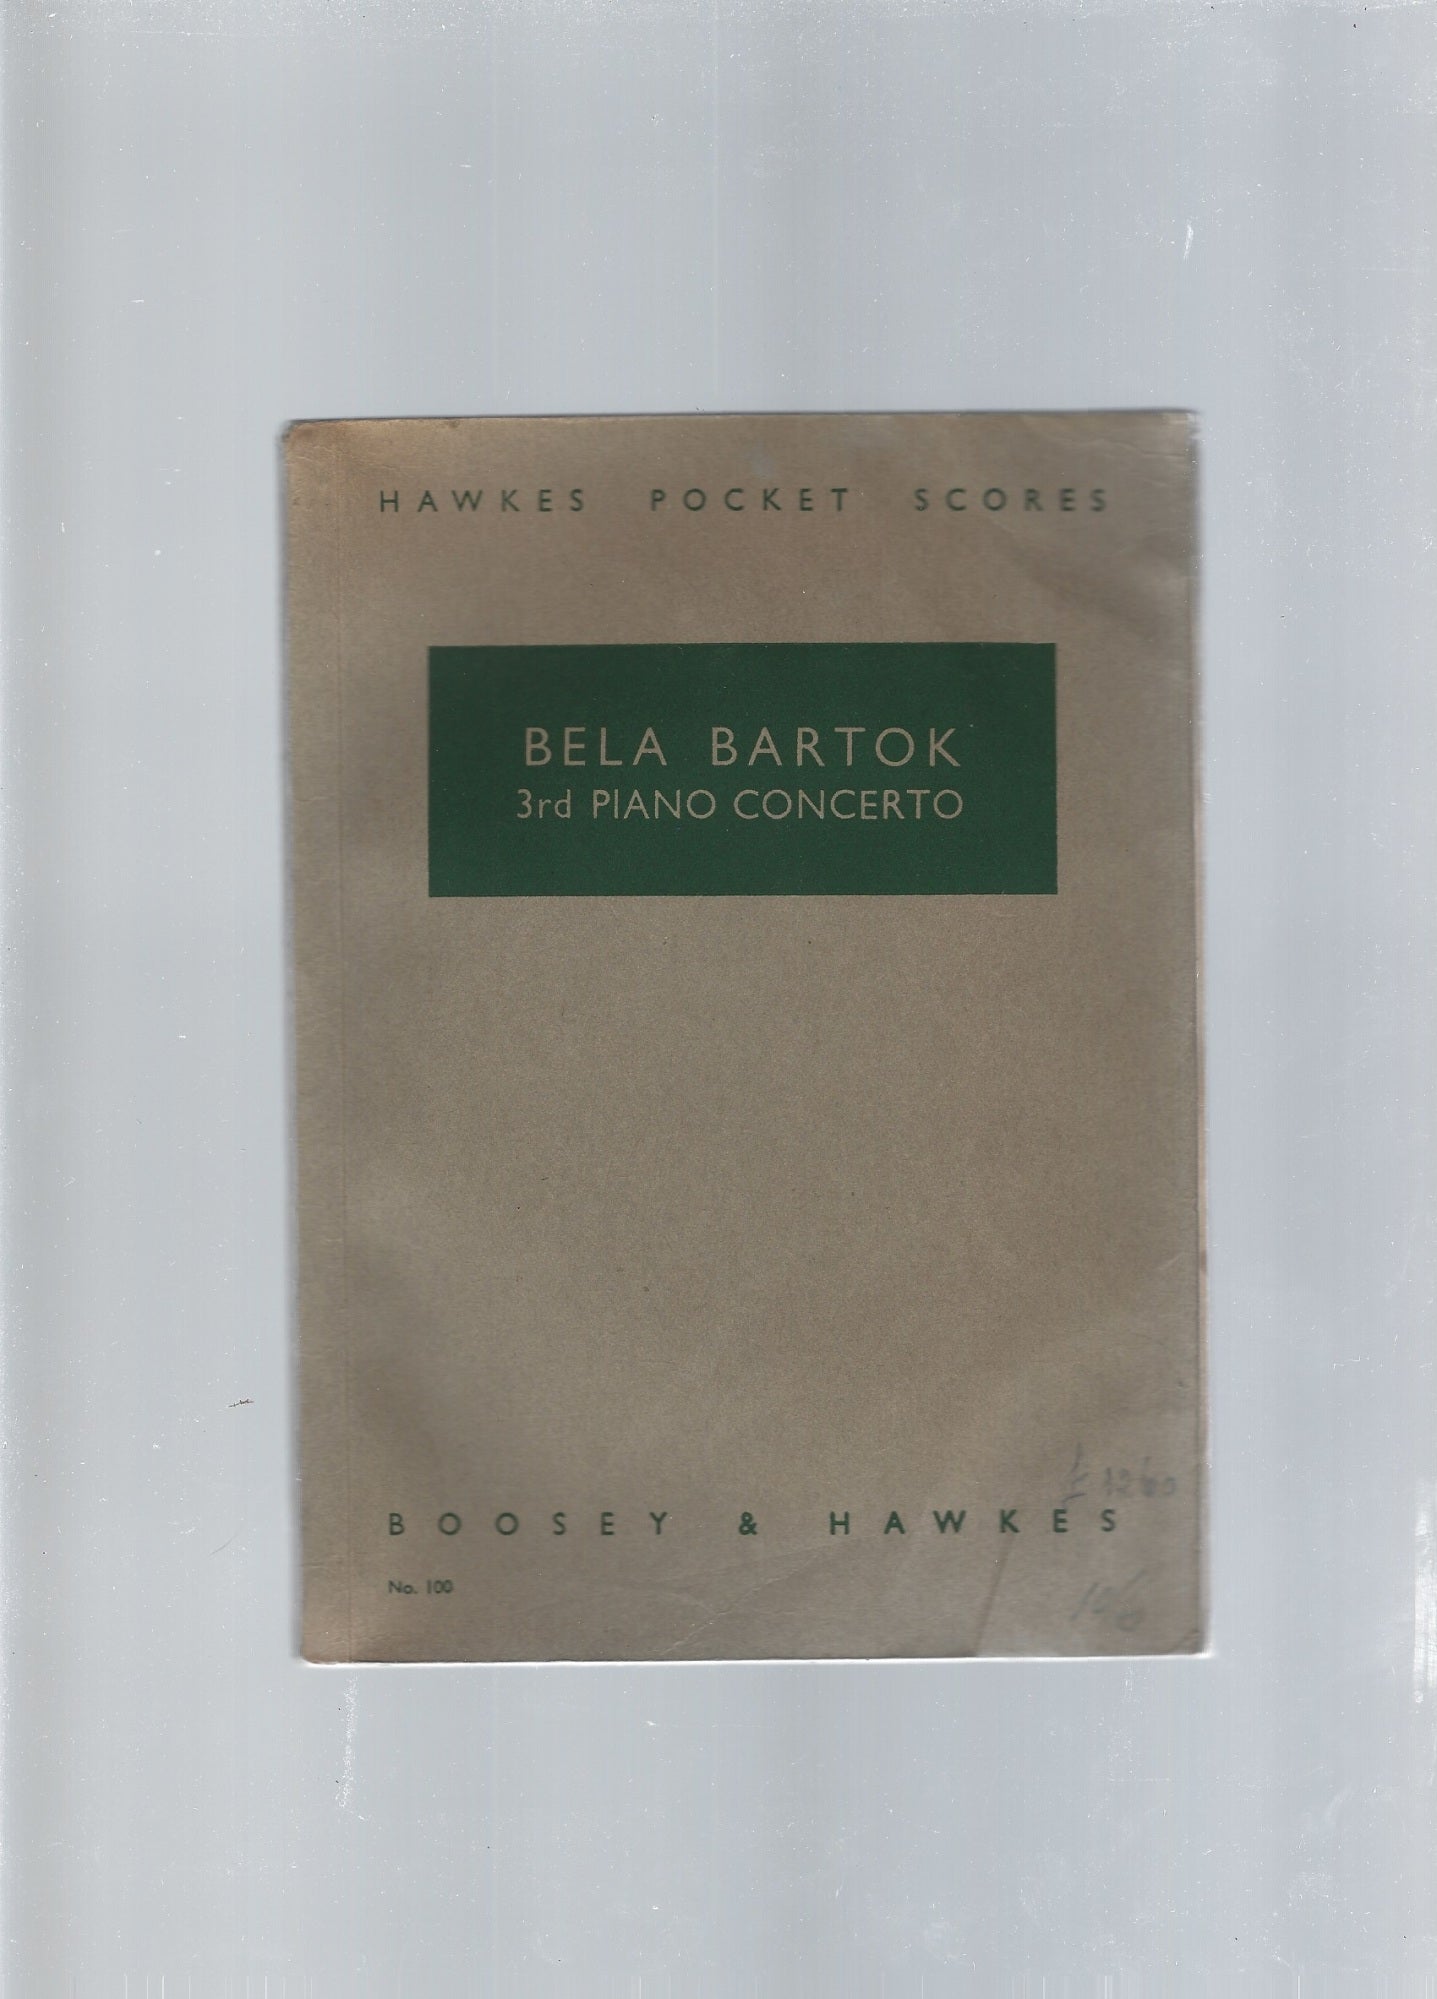 HAWKES POCKET SCORES
BELA BARTOK
3rd PIANO CONCERTO
BOOSEY & HAWKES
No. 100